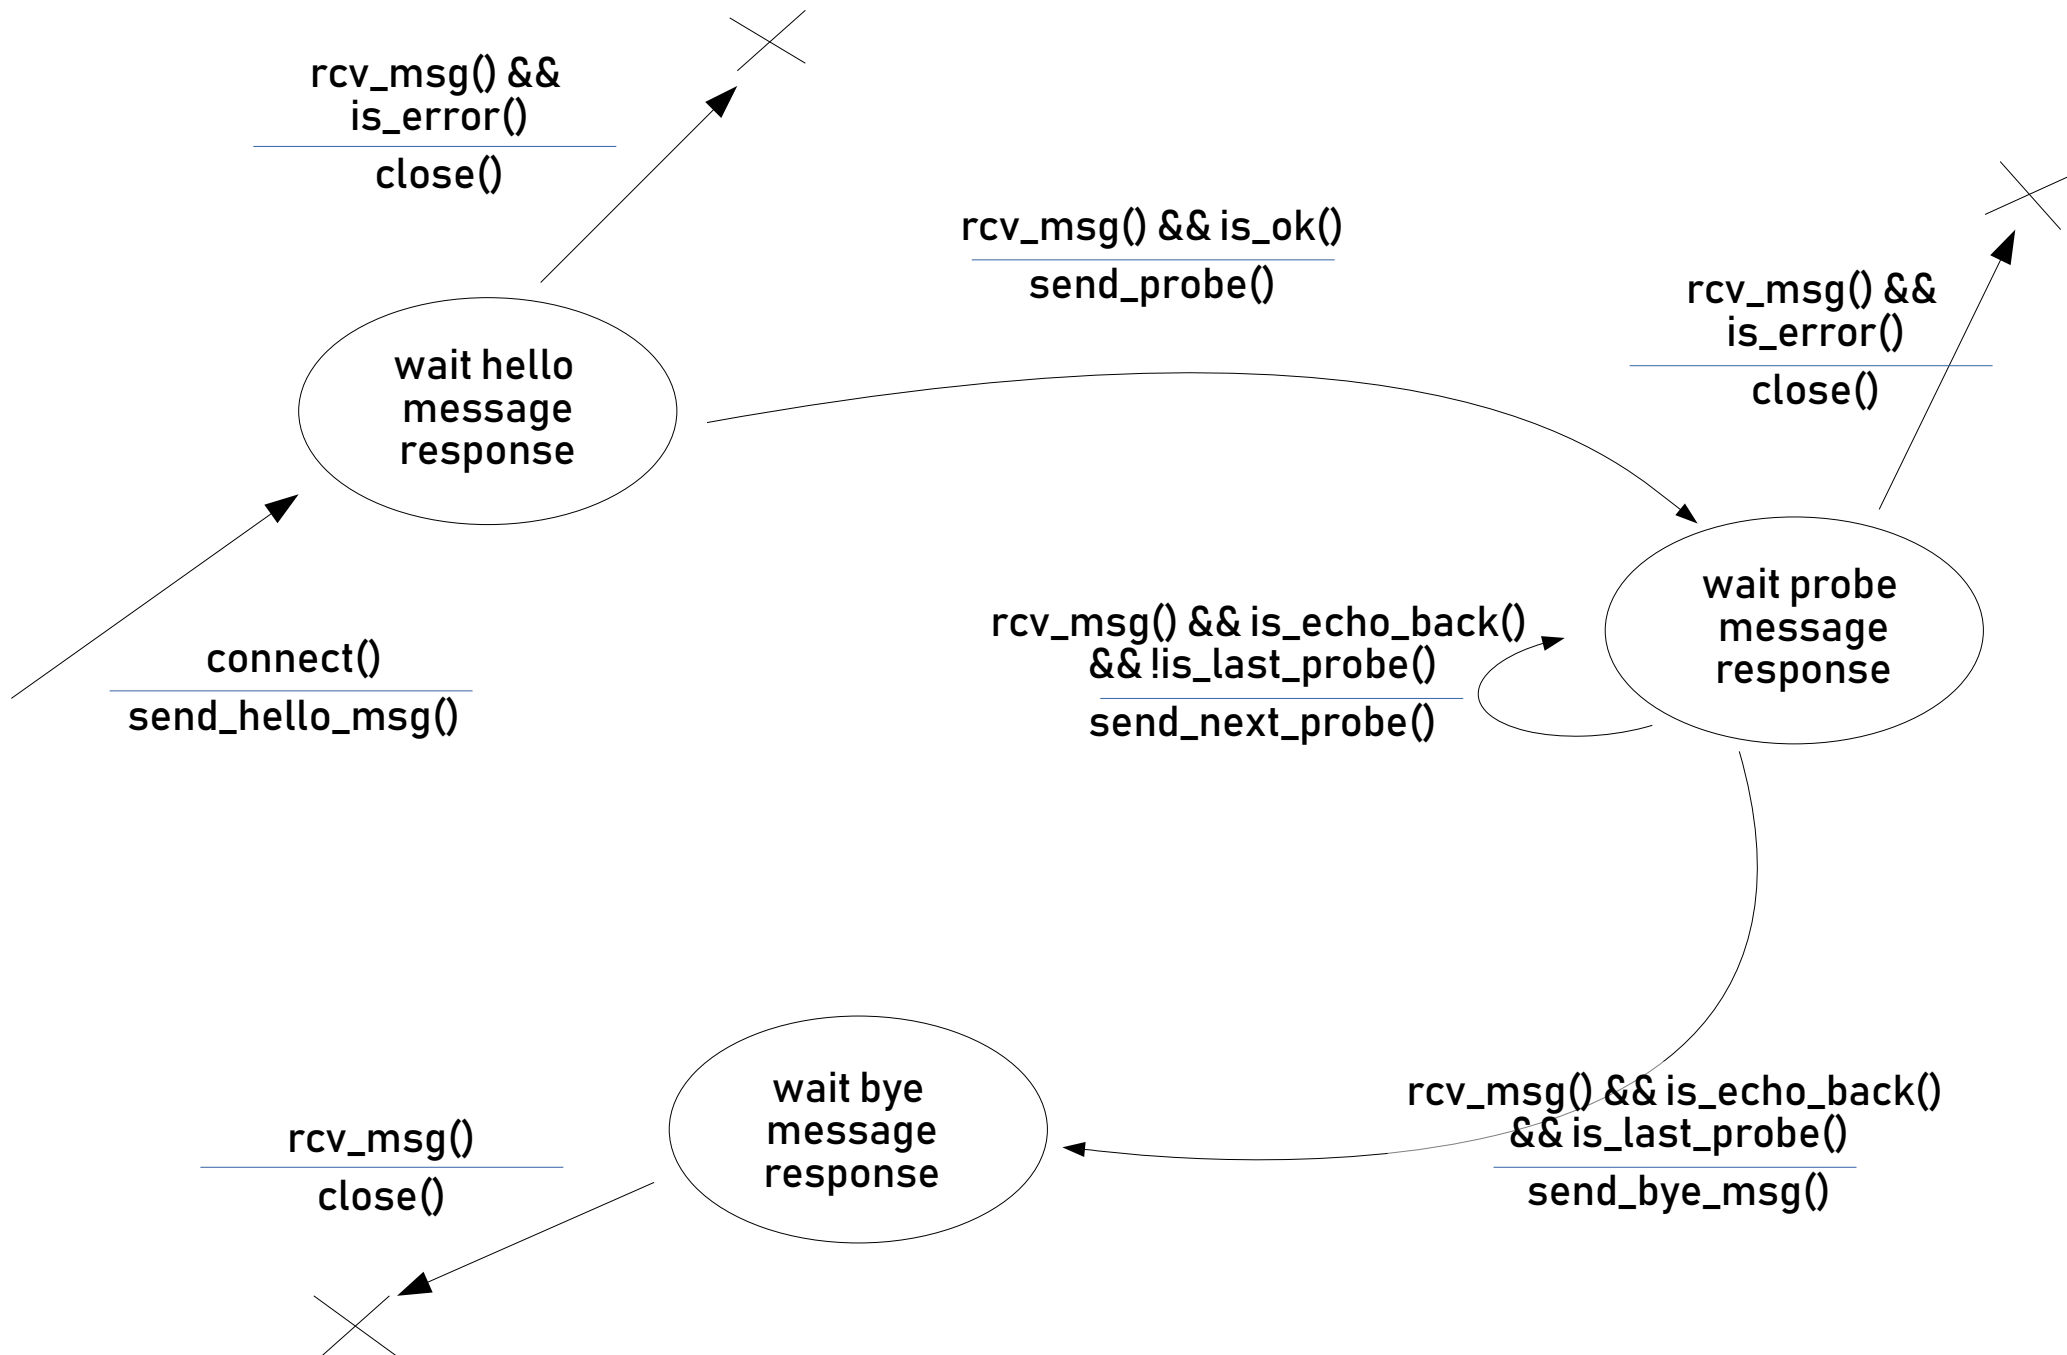 rcv_msg() &&
is_error()
close()
rcv_msg() && is_ok()
send_probe()
rcv_msg() &&
is_error()
close()
wait hello
message
response
connect()
send_hello_msg()
wait probe
message
response
rcv_msg() && is_echo_back()
&& !is_last_probe()
send_next_probe()
wait bye
message
response
rcv_msg() && is_echo_back()
&& is_last_probe()
send_bye_msg()
rcv_msg()
close()